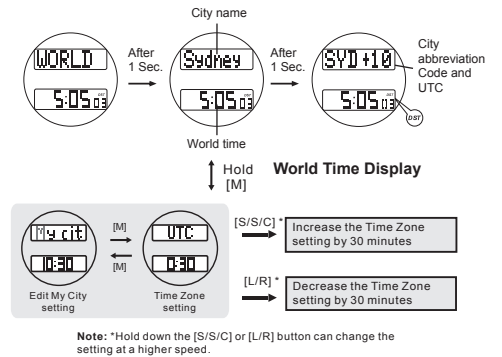 City name
WORLD
5:05 03
DST
After
1 Sec.
Sydney
5:05 03
DST
After
1 Sec.
SYD +10
5:05 03
DST
City
abbreviation
Code and
UTC
DST
World time
Hold
[M]
World Time Display
My cit
10:30
[M]
[M]
UTC
0:30
Edit My City
setting
Time Zone
setting
[S/S/C] *
Increase the Time Zone
setting by 30 minutes
[L/R] *
Decrease the Time Zone
setting by 30 minutes
Note: *Hold down the [S/S/C] or [L/R] button can change the
setting at a higher speed.